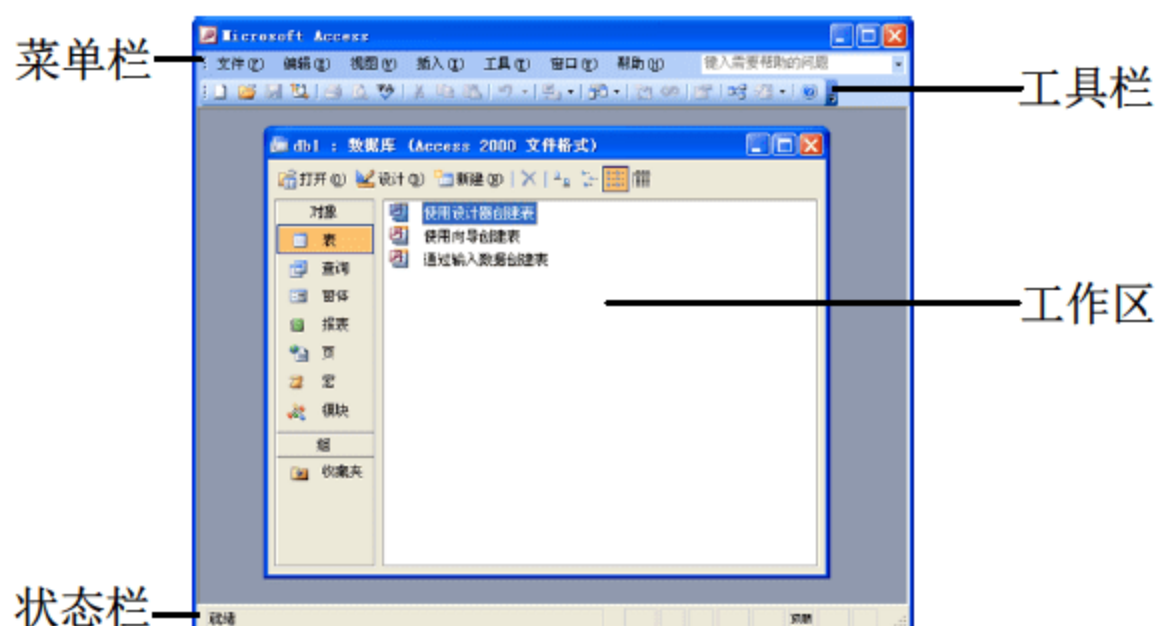 Microsoft Access
菜单栏
文件(F) 编辑(E) 视图(V) 插入(I) 工具(T) 窗口(W) 帮助(H) 键入需要帮助的问题
工具栏
db1 : 数据库 (Access 2000 文件格式)
打开(O) 设计(D) 新建(N)
对象
表
查询
窗体
报表
页
宏
模块
组
收藏夹
使用设计器创建表
使用向导创建表
通过输入数据创建表
工作区
状态栏
就绪